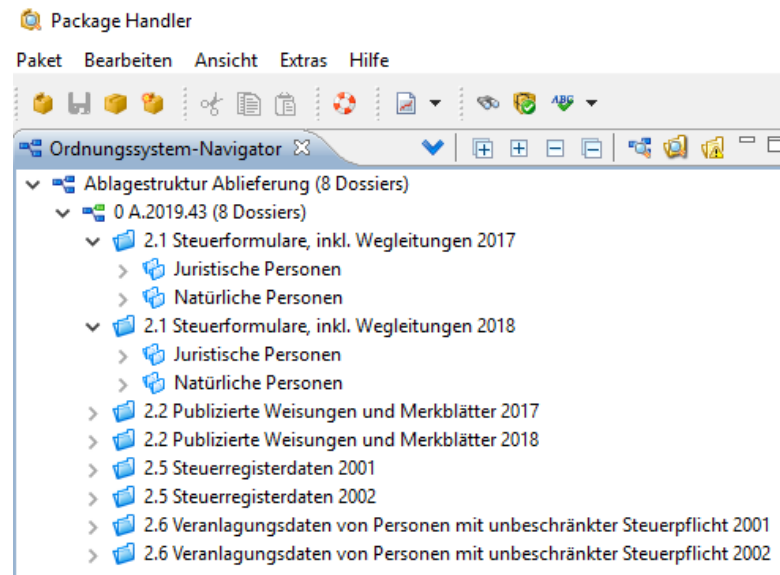 Package Handler
Paket Bearbeiten Ansicht Extras Hilfe
ABC
Ordnungssystem-Navigator
Ablagestruktur Ablieferung (8 Dossiers)
0 A.2019.43 (8 Dossiers)
2.1 Steuerformulare, inkl. Wegleitungen 2017
Juristische Personen
Natürliche Personen
2.1 Steuerformulare, inkl. Wegleitungen 2018
Juristische Personen
Natürliche Personen
2.2 Publizierte Weisungen und Merkblätter 2017
2.2 Publizierte Weisungen und Merkblätter 2018
2.5 Steuerregisterdaten 2001
2.5 Steuerregisterdaten 2002
2.6 Veranlagungsdaten von Personen mit unbeschränkter Steuerpflicht 2001
2.6 Veranlagungsdaten von Personen mit unbeschränkter Steuerpflicht 2002